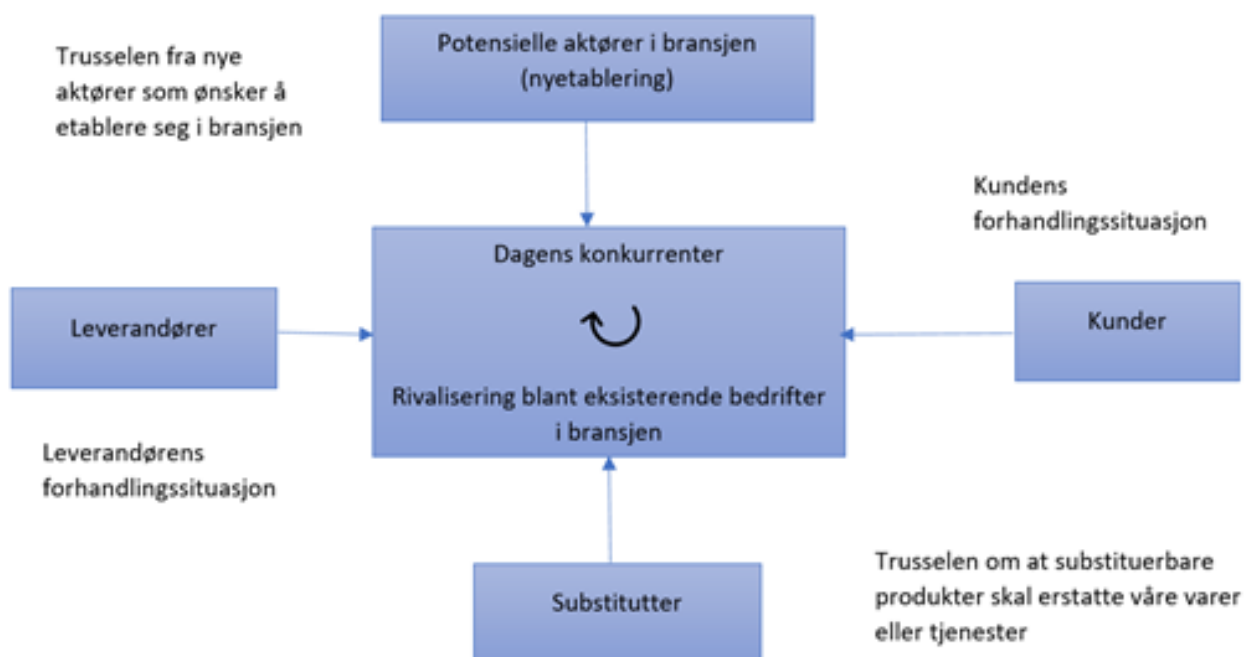 Potensielle aktører i bransjen
(nyetablering)
Trusselen fra nye
aktører som ønsker å
etablere seg i bransjen
Kundens
forhandlingssituasjon
Dagens konkurrenter
Rivalisering blant eksisterende bedrifter
i bransjen
Leverandører
Kunder
Leverandørens
forhandlingssituasjon
Substitutter
Trusselen om at substituerbare
produkter skal erstatte våre varer
eller tjenester